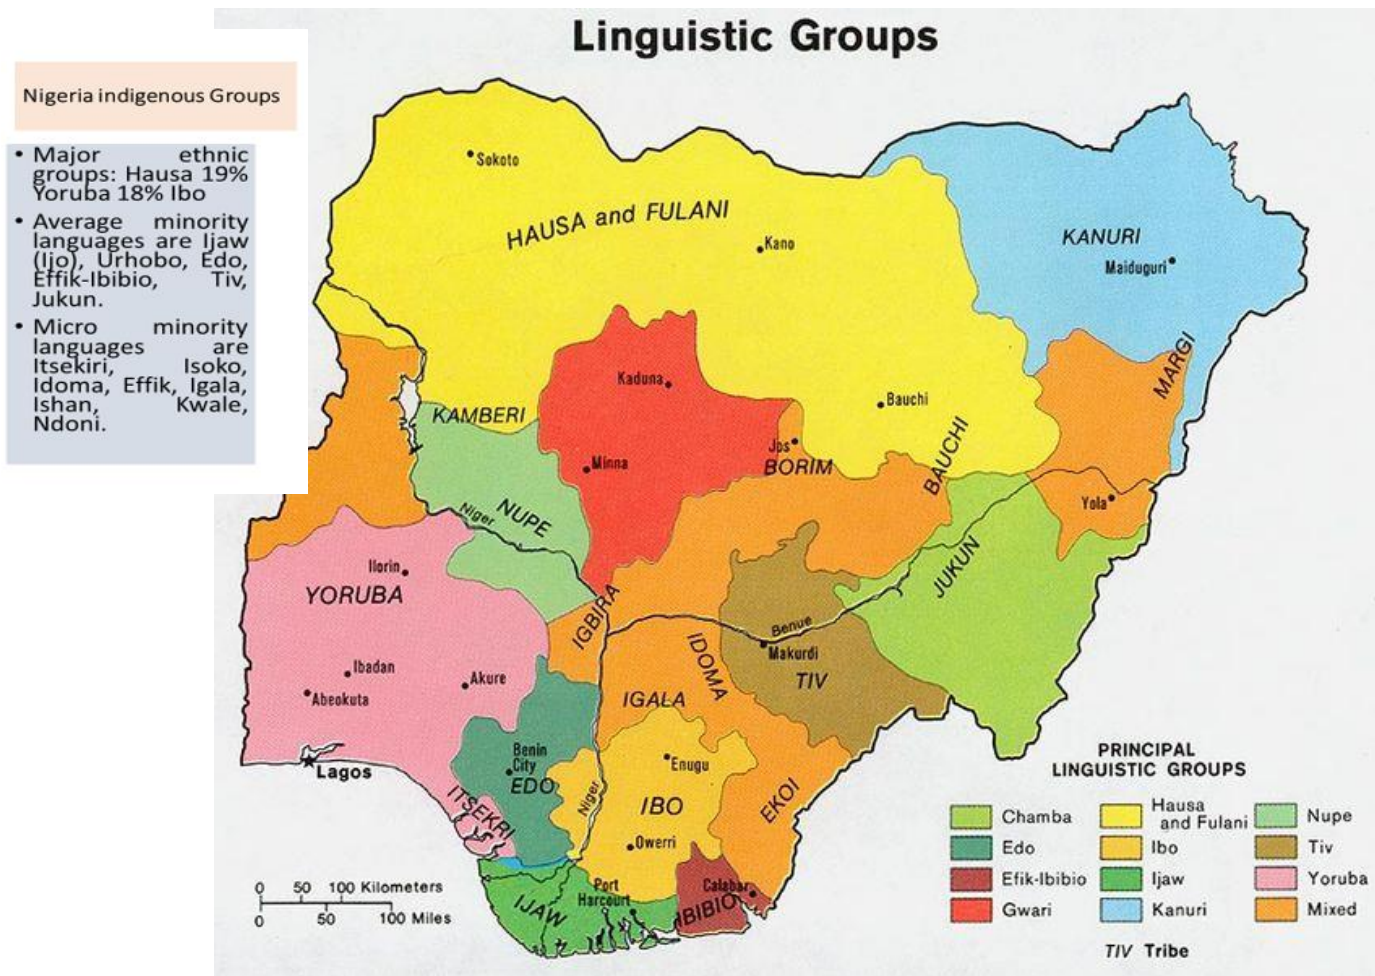 Linguistic Groups
Nigeria indigenous Groups
• Major ethnic
groups: Hausa 19%
Yoruba 18% Ibo
• Average minority
languages are Ijaw
(Ijo), Urhobo, Edo,
Effik-Ibibio, Tiv,
Jukun.
• Micro minority
languages are
Itsekiri, Isoko,
Idoma, Effik, Igala,
Ishan, Kwale,
Ndoni.
Sokoto
HAUSA and FULANI
Kano
KANURI
Maiduguri
MARGI
Kaduna
Bauchi
KAMBERI
Jos
BORIM
BAUCHI
Minna
Yola
Niger
NUPE
Ilorin
YORUBA
JUKUN
IGBIRA
Benue
Makurdi
IDOMA
TIV
Ibadan
Akure
Abeokuta
IGALA
Benin
City
EDO
Enugu
Lagos
ITSEKRI
Niger
IBO
EKOI
Owerri
Port
Harcourt
Calabar
IJAW
IBIBIO
0 50 100 Kilometers
0 50 100 Miles
PRINCIPAL
LINGUISTIC GROUPS
Chamba
Edo
Efik-Ibibio
Gwari
Hausa
and Fulani
Ibo
Ijaw
Kanuri
Nupe
Tiv
Yoruba
Mixed
TIV Tribe